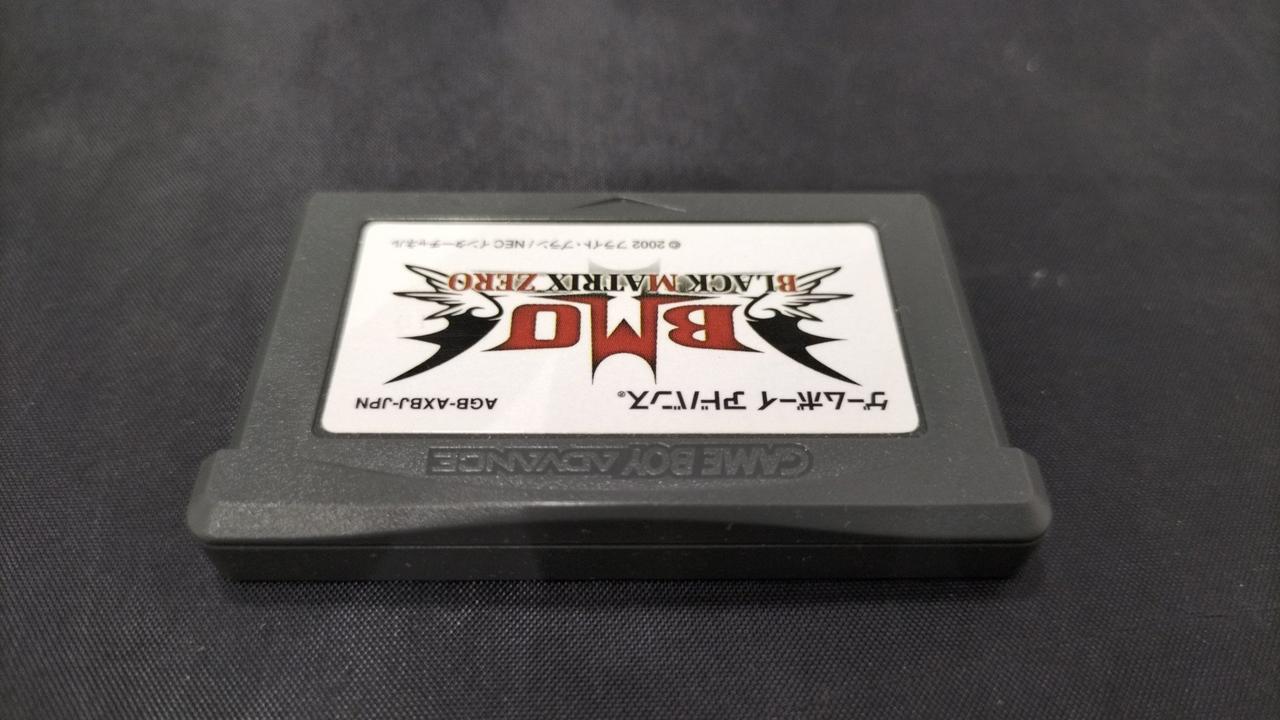 GAME BOY ADVANCE
ゲームボーイ アドバンス® AGB-AXBJ-JPN
BM0
BLACK MATRIX ZERO
© 2002 フライト・プラン / NEC インターチャネル